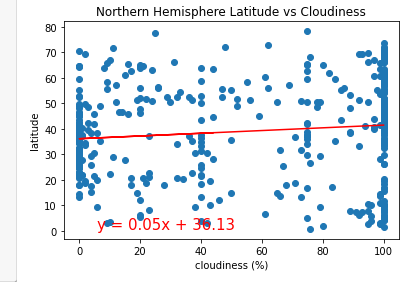 Northern Hemisphere Latitude vs Cloudiness
80
70
60
50
40
30
20
10
0
latitude
y = 0.05x + 36.13
0 20 40 60 80 100
cloudiness (%)